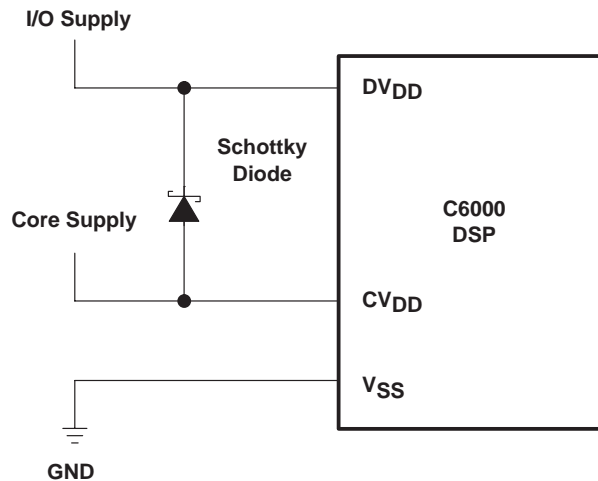 I/O Supply
DVDD
Schottky
Diode
C6000
DSP
Core Supply
CVDD
VSS
GND